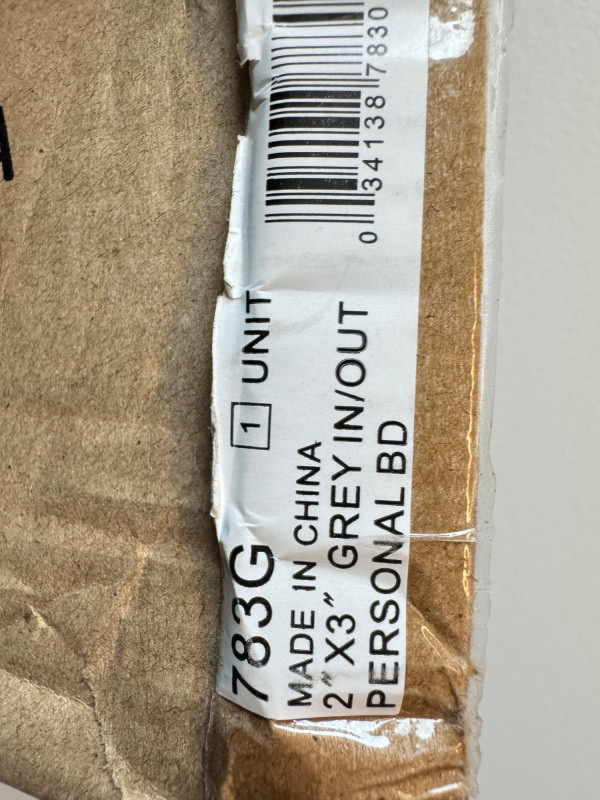 783G 1 UNIT
MADE IN CHINA
2″X3″ GREY IN/OUT
PERSONAL BD
0 34138 7830